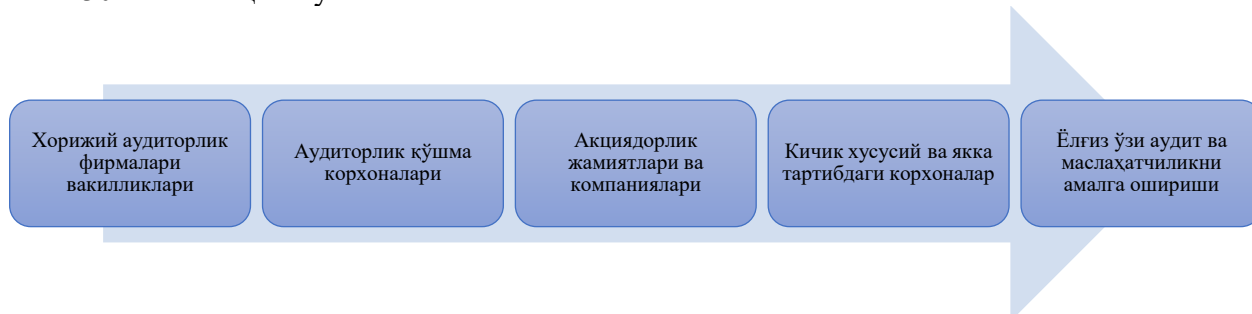 Хорижий аудиторлик
фирмалари
вакилликлари
Аудиторлик қўшма
корхоналари
Акциядорлик
жамиятлари ва
компаниялари
Кичик хусусий ва якка
тартибдаги корхоналар
Ёлғиз ўзи аудит ва
маслаҳатчиликни
амалга ошириши